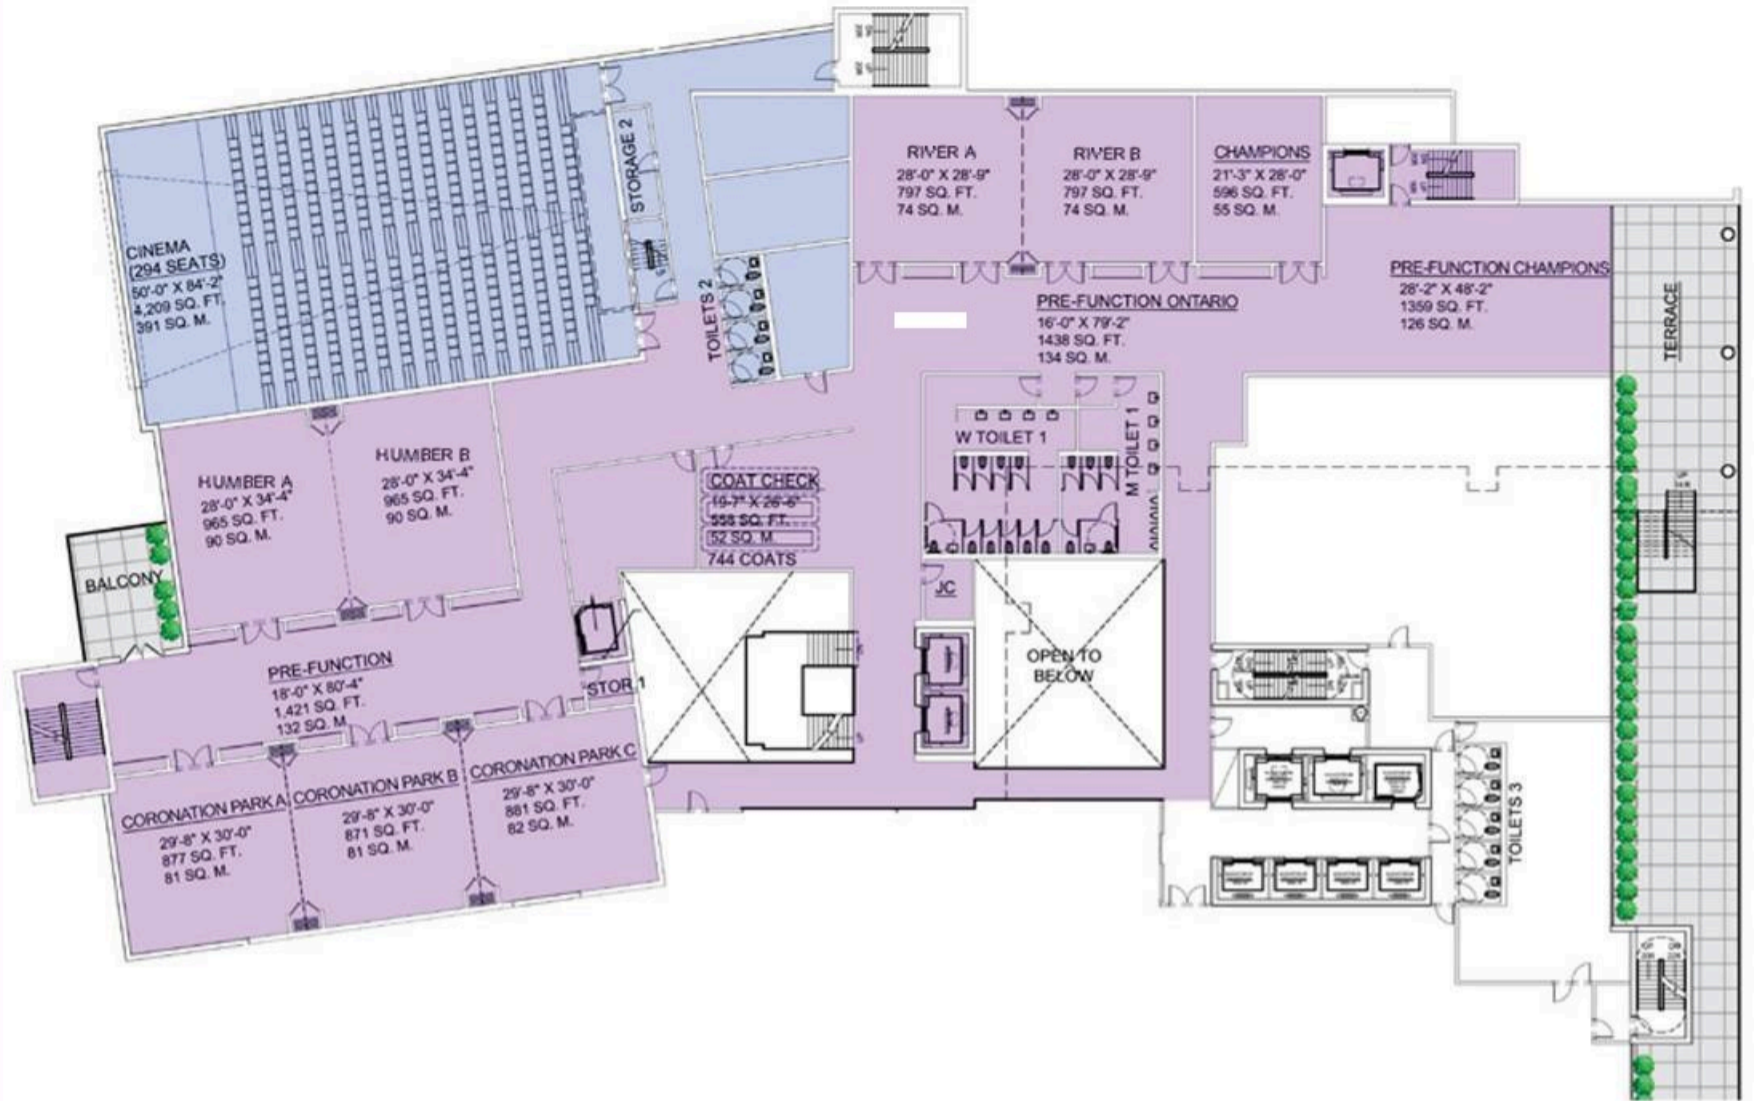 STORAGE 2
RIVER A
28'-0" X 28'-9"
797 SQ. FT.
74 SQ. M.
RIVER B
28'-0" X 28'-9"
797 SQ. FT.
74 SQ. M.
CHAMPIONS
21'-3" X 28'-0"
596 SQ. FT.
55 SQ. M.
CINEMA
(294 SEATS)
50'-0" X 84'-2"
4,209 SQ. FT.
391 SQ. M.
TOILETS 2
PRE-FUNCTION ONTARIO
16'-0" X 79'-2"
1438 SQ. FT.
134 SQ. M.
PRE-FUNCTION CHAMPIONS
28'-2" X 48'-2"
1359 SQ. FT.
126 SQ. M.
TERRACE
HUMBER A
28'-0" X 34'-4"
965 SQ. FT.
90 SQ. M.
HUMBER B
28'-0" X 34'-4"
965 SQ. FT.
90 SQ. M.
COAT CHECK
19-7" X 26'-6"
558 SQ. FT.
52 SQ. M.
744 COATS
W TOILET 1
M TOILET 1
BALCONY
JC
OPEN TO
BELOW
PRE-FUNCTION
18'-0" X 80'-4"
1,421 SQ. FT.
132 SQ. M.
STOR 1
CORONATION PARK A
29'-8" X 30'-0"
877 SQ. FT.
81 SQ. M.
CORONATION PARK B
29'-8" X 30'-0"
871 SQ. FT.
81 SQ. M.
CORONATION PARK C
29'-8" X 30'-0"
881 SQ. FT.
82 SQ. M.
TOILETS 3